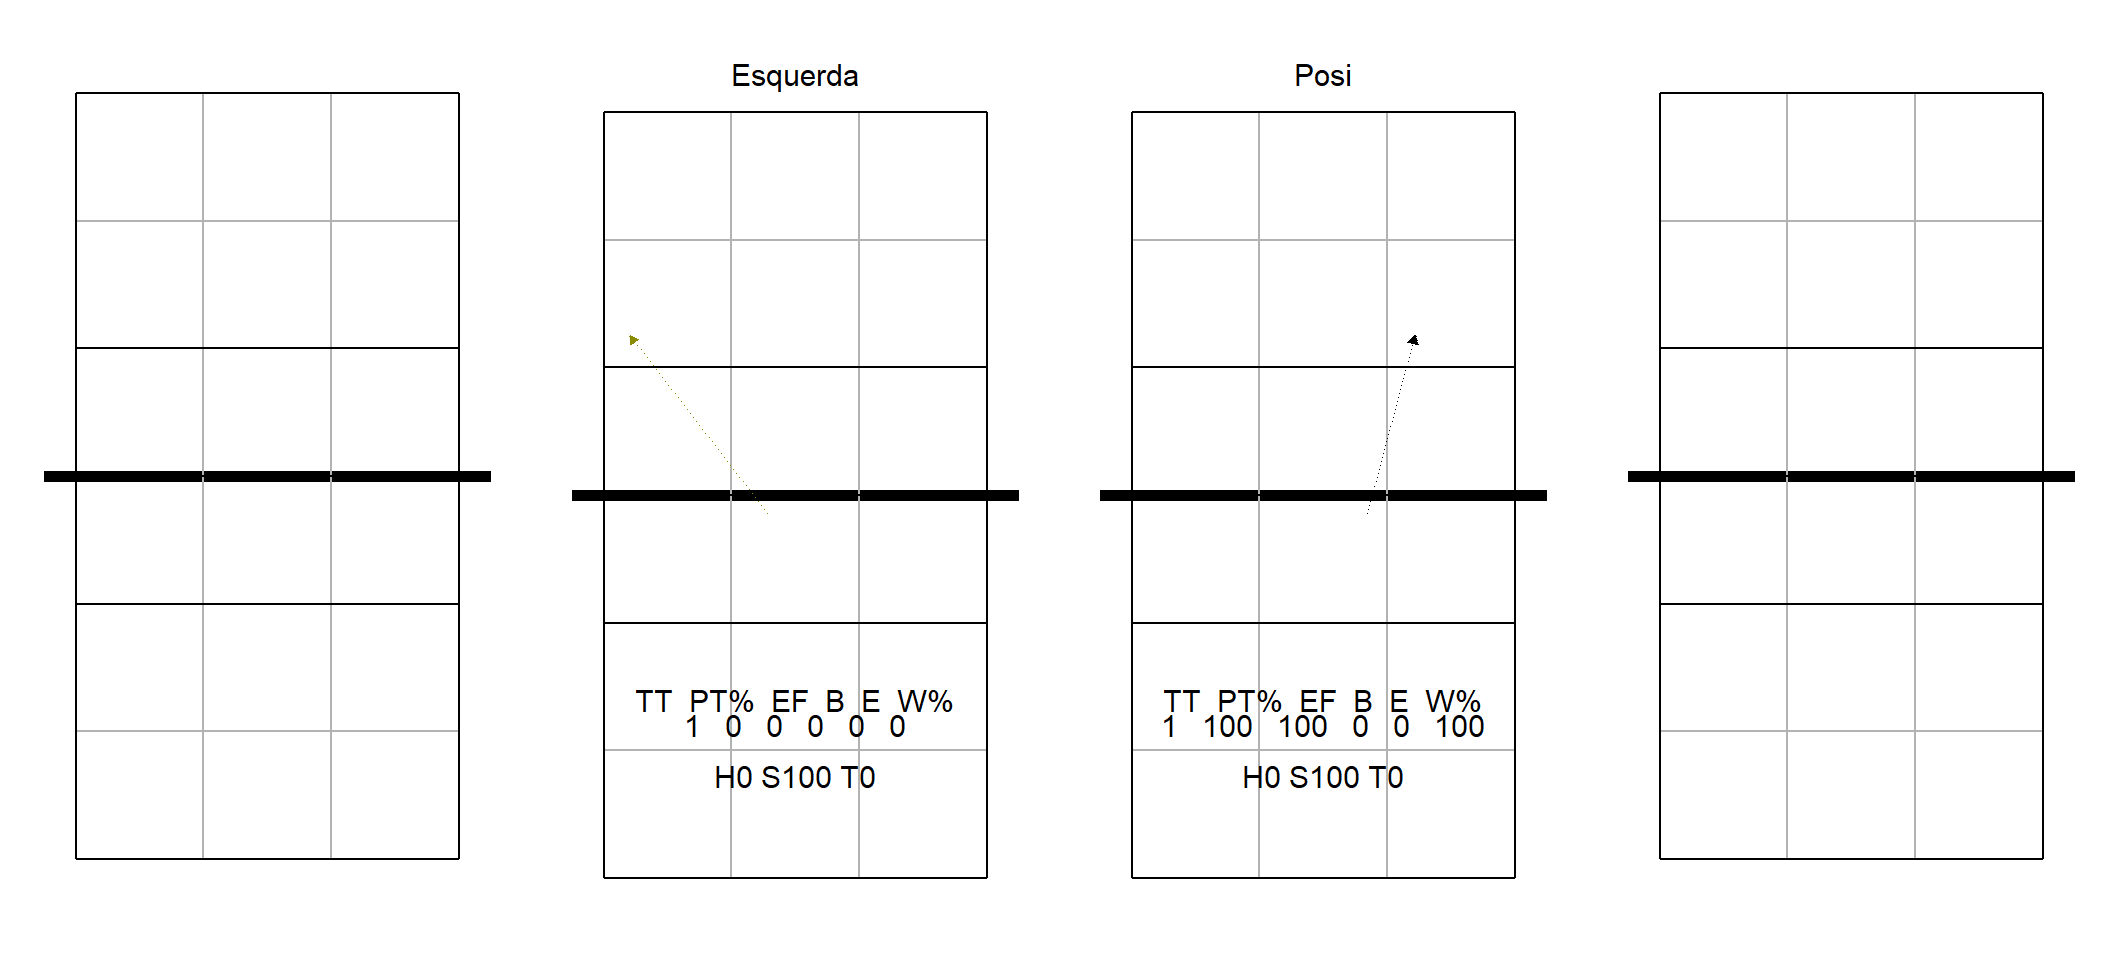 Esquerda
TT PT% EF B E W%
1 0 0 0 0 0
H0 S100 T0
Posi
TT PT% EF B E W%
1 100 100 0 0 100
H0 S100 T0